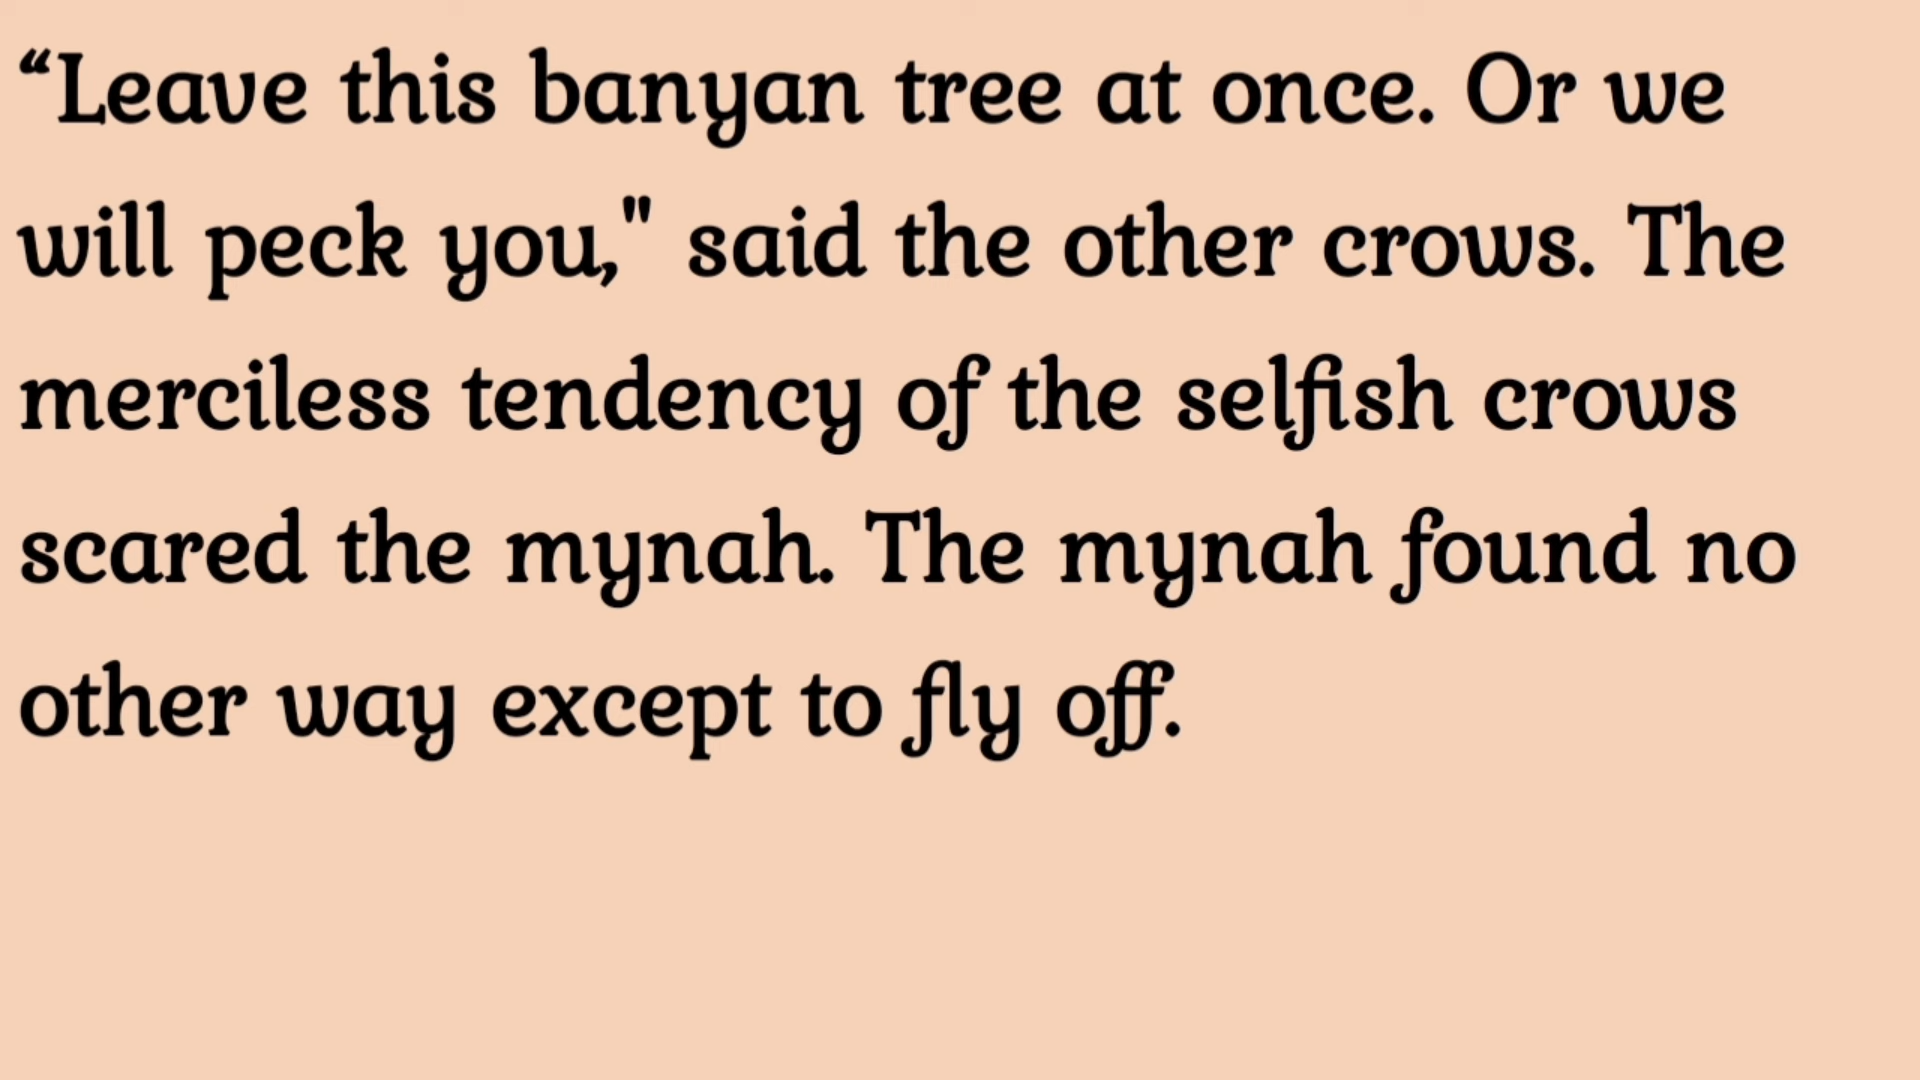 “Leave this banyan tree at once. Or we
will peck you," said the other crows. The
merciless tendency of the selfish crows
scared the mynah. The mynah found no
other way except to fly off.